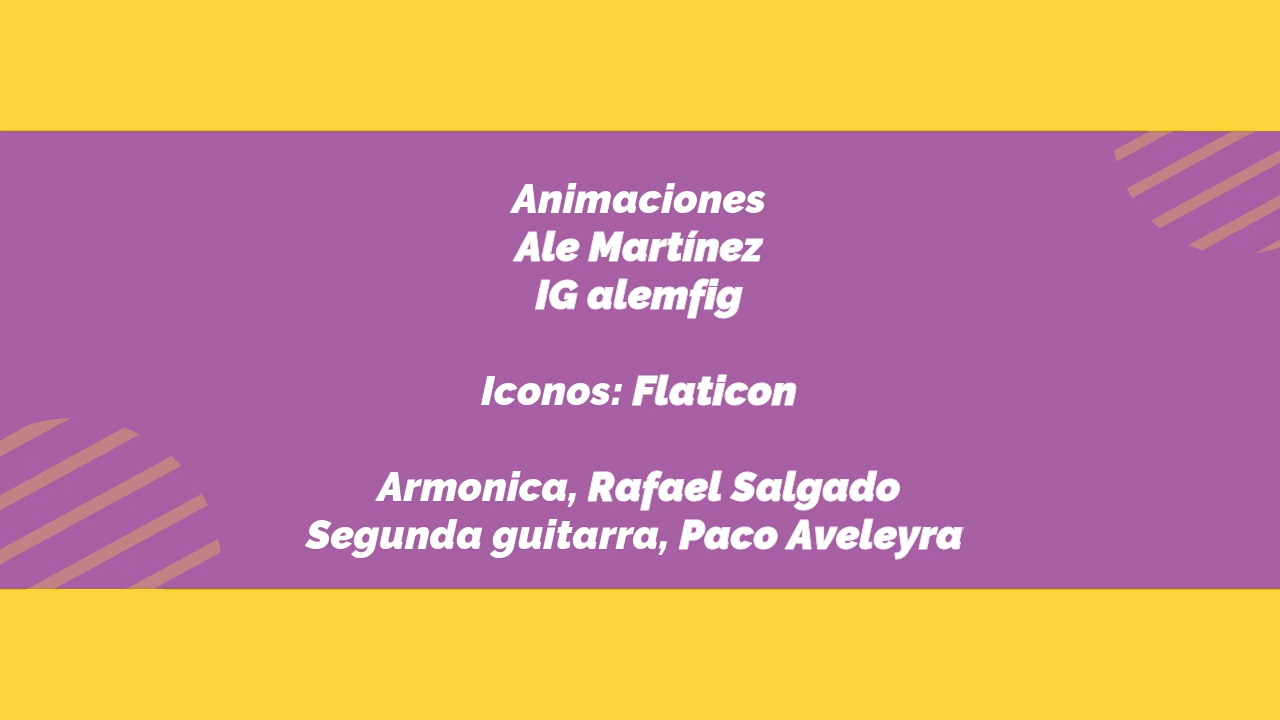 Animaciones
Ale Martínez
IG alemfig
Iconos: Flaticon
Armonica, Rafael Salgado
Segunda guitarra, Paco Aveleyra